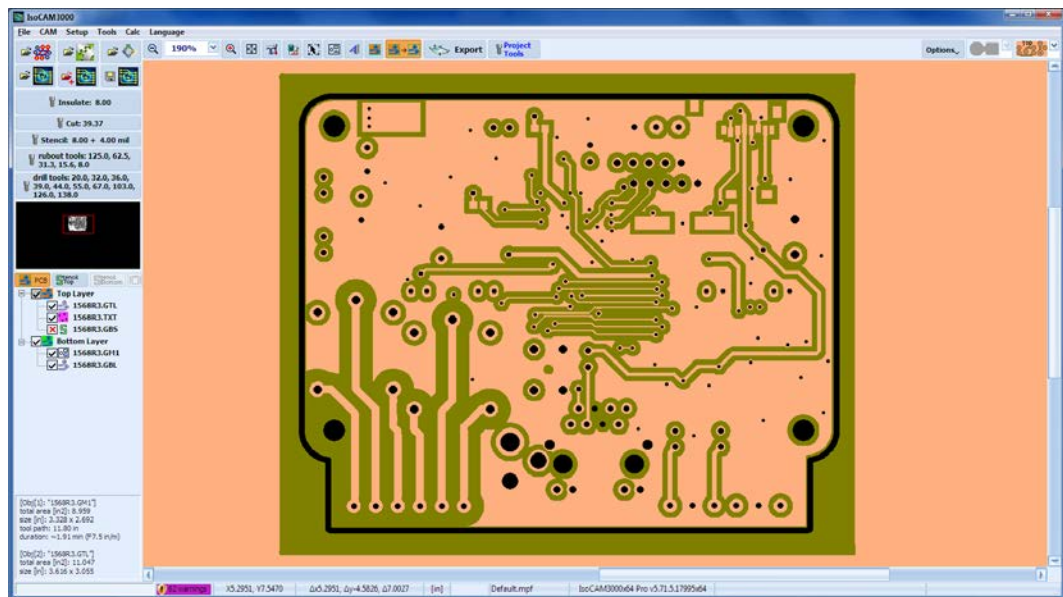 IsoCAM3000
File CAM Setup Tools Calc Language
190%
Export
Project Tools
Options
TOP
Insulate: 8.00
Cut: 39.37
Stencil: 8.00 + 4.00 mil
rubout tools: 125.0, 62.5,
31.3, 15.6, 8.0
drill tools: 20.0, 32.0, 36.0,
39.0, 44.0, 55.0, 67.0, 103.0,
126.0, 138.0
PCB Stencil Top Stencil Bottom
Top Layer
1568R3.GTL
1568R3.TXT
1568R3.GBS
Bottom Layer
1568R3.GM1
1568R3.GBL
[Obj[1]: "1568R3.GM1"]
total area [in2]: 8.959
size [in]: 3.328 x 2.692
tool path: 11.80 in
duration: ~1.91 min (F7.5 in/m)
[Obj[2]: "1568R3.GTL"]
total area [in2]: 11.047
size [in]: 3.616 x 3.055
62 warnings X5.2951, Y7.5470 Δx5.2951, Δy-4.5826, Δ7.0027 [in] Default.mpf IsoCAM3000x64 Pro v5.71.5.17995x64